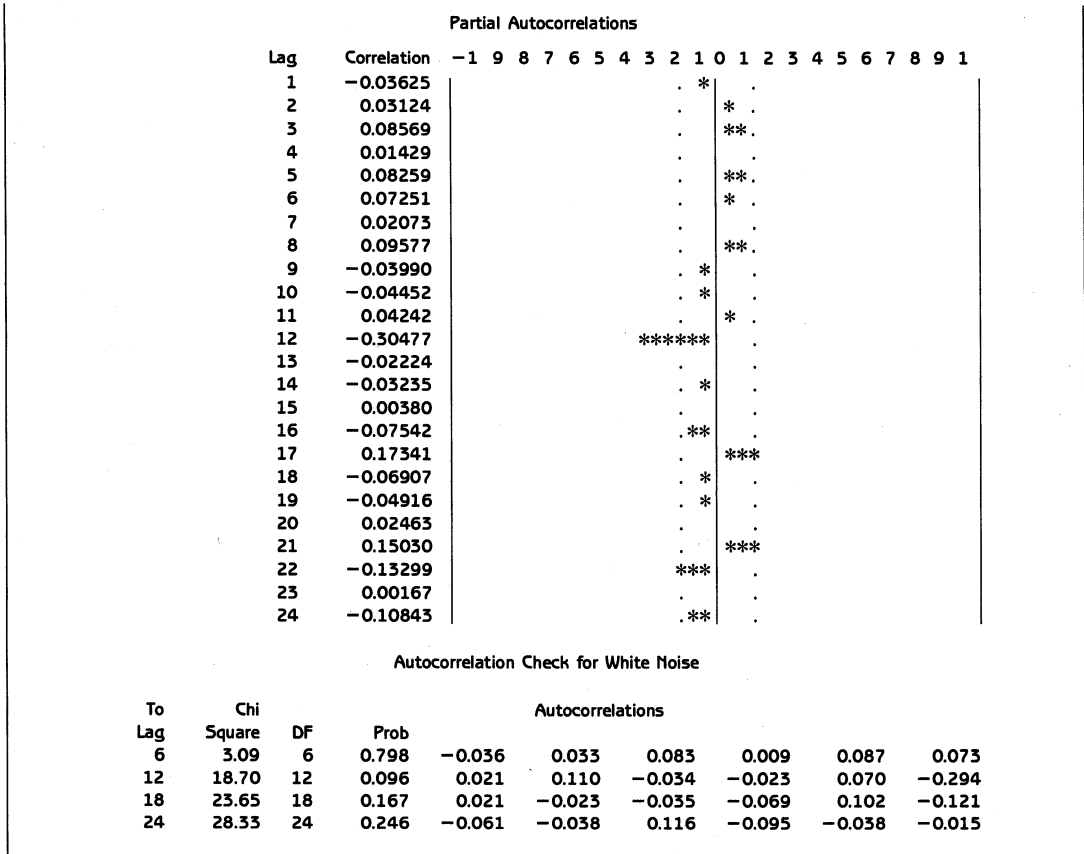 Partial Autocorrelations
Lag Correlation −1 9 8 7 6 5 4 3 2 1 0 1 2 3 4 5 6 7 8 9 1
1 −0.03625 | . *| . |
2 0.03124 | . |* . |
3 0.08569 | . |**. |
4 0.01429 | . | . |
5 0.08259 | . |**. |
6 0.07251 | . |* . |
7 0.02073 | . | . |
8 0.09577 | . |**. |
9 −0.03990 | . *| . |
10 −0.04452 | . *| . |
11 0.04242 | . |* . |
12 −0.30477 | ******| . |
13 −0.02224 | . | . |
14 −0.03235 | . *| . |
15 0.00380 | . | . |
16 −0.07542 | .**| . |
17 0.17341 | . |*** |
18 −0.06907 | . *| . |
19 −0.04916 | . *| . |
20 0.02463 | . | . |
21 0.15030 | . |*** |
22 −0.13299 | ***| . |
23 0.00167 | . | . |
24 −0.10843 | .**| . |
Autocorrelation Check for White Noise
To Chi Autocorrelations
Lag Square DF Prob
6 3.09 6 0.798 −0.036 0.033 0.083 0.009 0.087 0.073
12 18.70 12 0.096 0.021 0.110 −0.034 −0.023 0.070 −0.294
18 23.65 18 0.167 0.021 −0.023 −0.035 −0.069 0.102 −0.121
24 28.33 24 0.246 −0.061 −0.038 0.116 −0.095 −0.038 −0.015